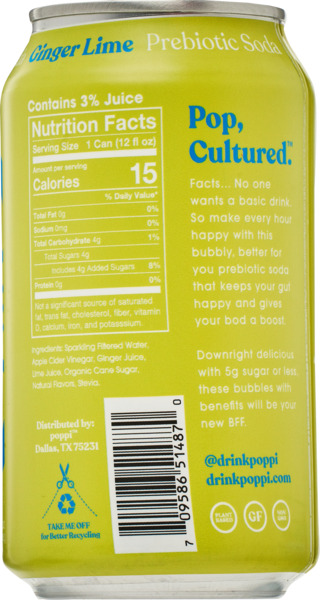 Ginger Lime Prebiotic Soda
Contains 3% Juice
Nutrition Facts
Serving Size 1 Can (12 fl oz)
Amount per serving
Calories 15
% Daily Value*
Total Fat 0g 0%
Sodium 0mg 0%
Total Carbohydrate 4g 1%
Total Sugars 4g
Includes 4g Added Sugars 8%
Protein 0g 0%
Not a significant source of saturated
fat, trans fat, cholesterol, fiber, vitamin
D, calcium, iron, and potassium.
Ingredients: Sparkling Filtered Water,
Apple Cider Vinegar, Ginger Juice,
Lime Juice, Organic Cane Sugar,
Natural Flavors, Stevia.
Distributed by:
poppi™
Dallas, TX 75231
TAKE ME OFF
for Better Recycling
7 09586 51487 0
Pop,
Cultured.™
Facts... No one
wants a basic drink.
So make every hour
happy with this
bubbly, better for
you prebiotic soda
that keeps your gut
happy and gives
your bod a boost.
Downright delicious
with 5g sugar or less
these bubbles with
benefits will be your
new BFF.
@drinkpoppi
drinkpoppi.com
PLANT
BASED
GF
NON
GMO